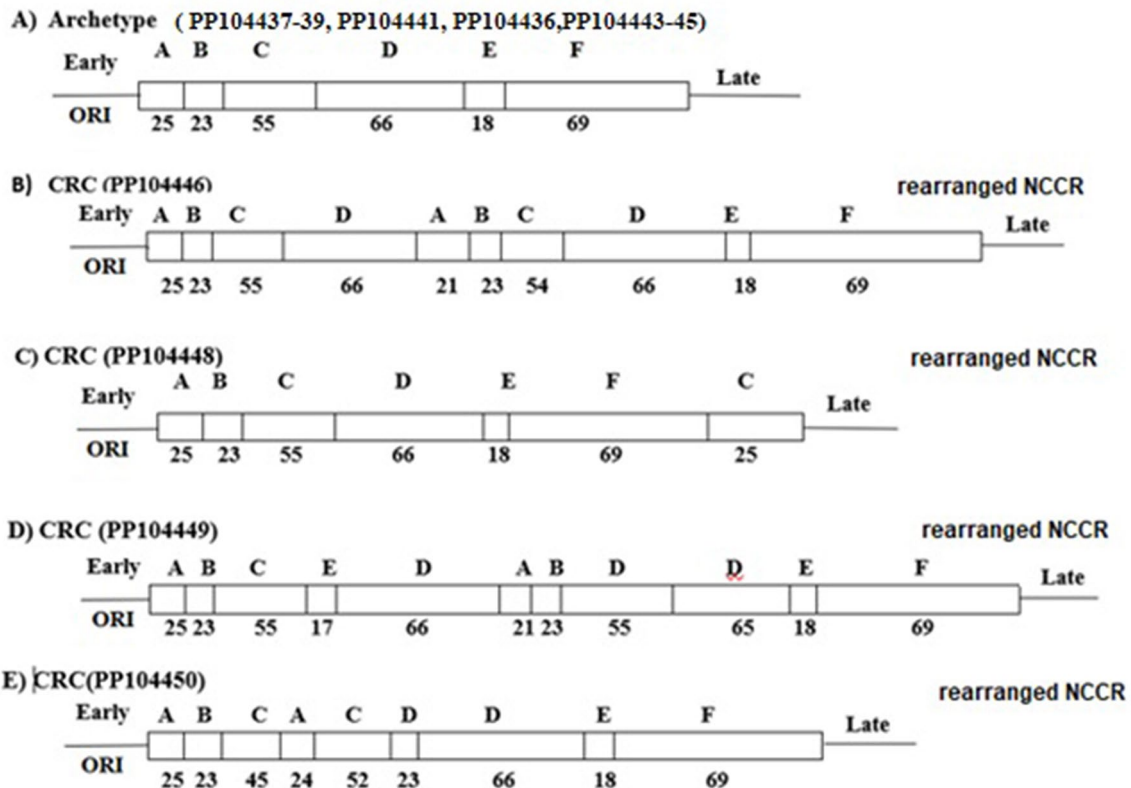 A) Archetype ( PP104437-39, PP104441, PP104436,PP104443-45)
A B C D E F
Early Late
ORI 25 23 55 66 18 69
B) CRC (PP104446) rearranged NCCR
Early A B C D A B C D E F Late
ORI
25 23 55 66 21 23 54 66 18 69
C) CRC (PP104448) rearranged NCCR
A B C D E F C
Early Late
ORI 25 23 55 66 18 69 25
D) CRC (PP104449) rearranged NCCR
Early A B C E D A B D D E F Late
ORI 25 23 55 17 66 21 23 55 65 18 69
E) CRC(PP104450) rearranged NCCR
Early A B C A C D D E F Late
ORI 25 23 45 24 52 23 66 18 69